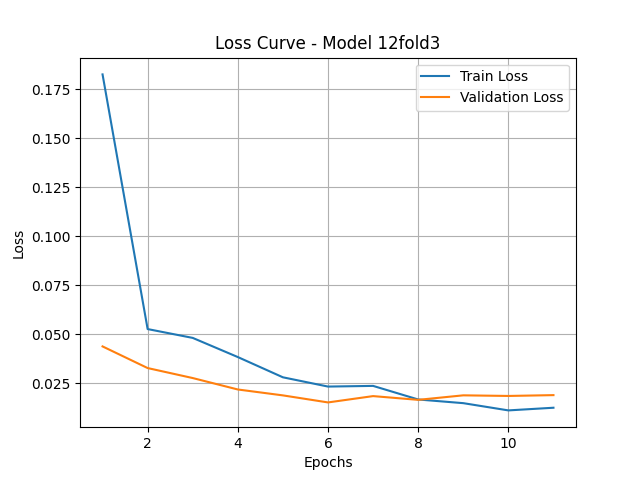 Loss Curve - Model 12fold3
Train Loss
Validation Loss
0.175
0.150
0.125
0.100
0.075
0.050
0.025
Loss
2 4 6 8 10
Epochs